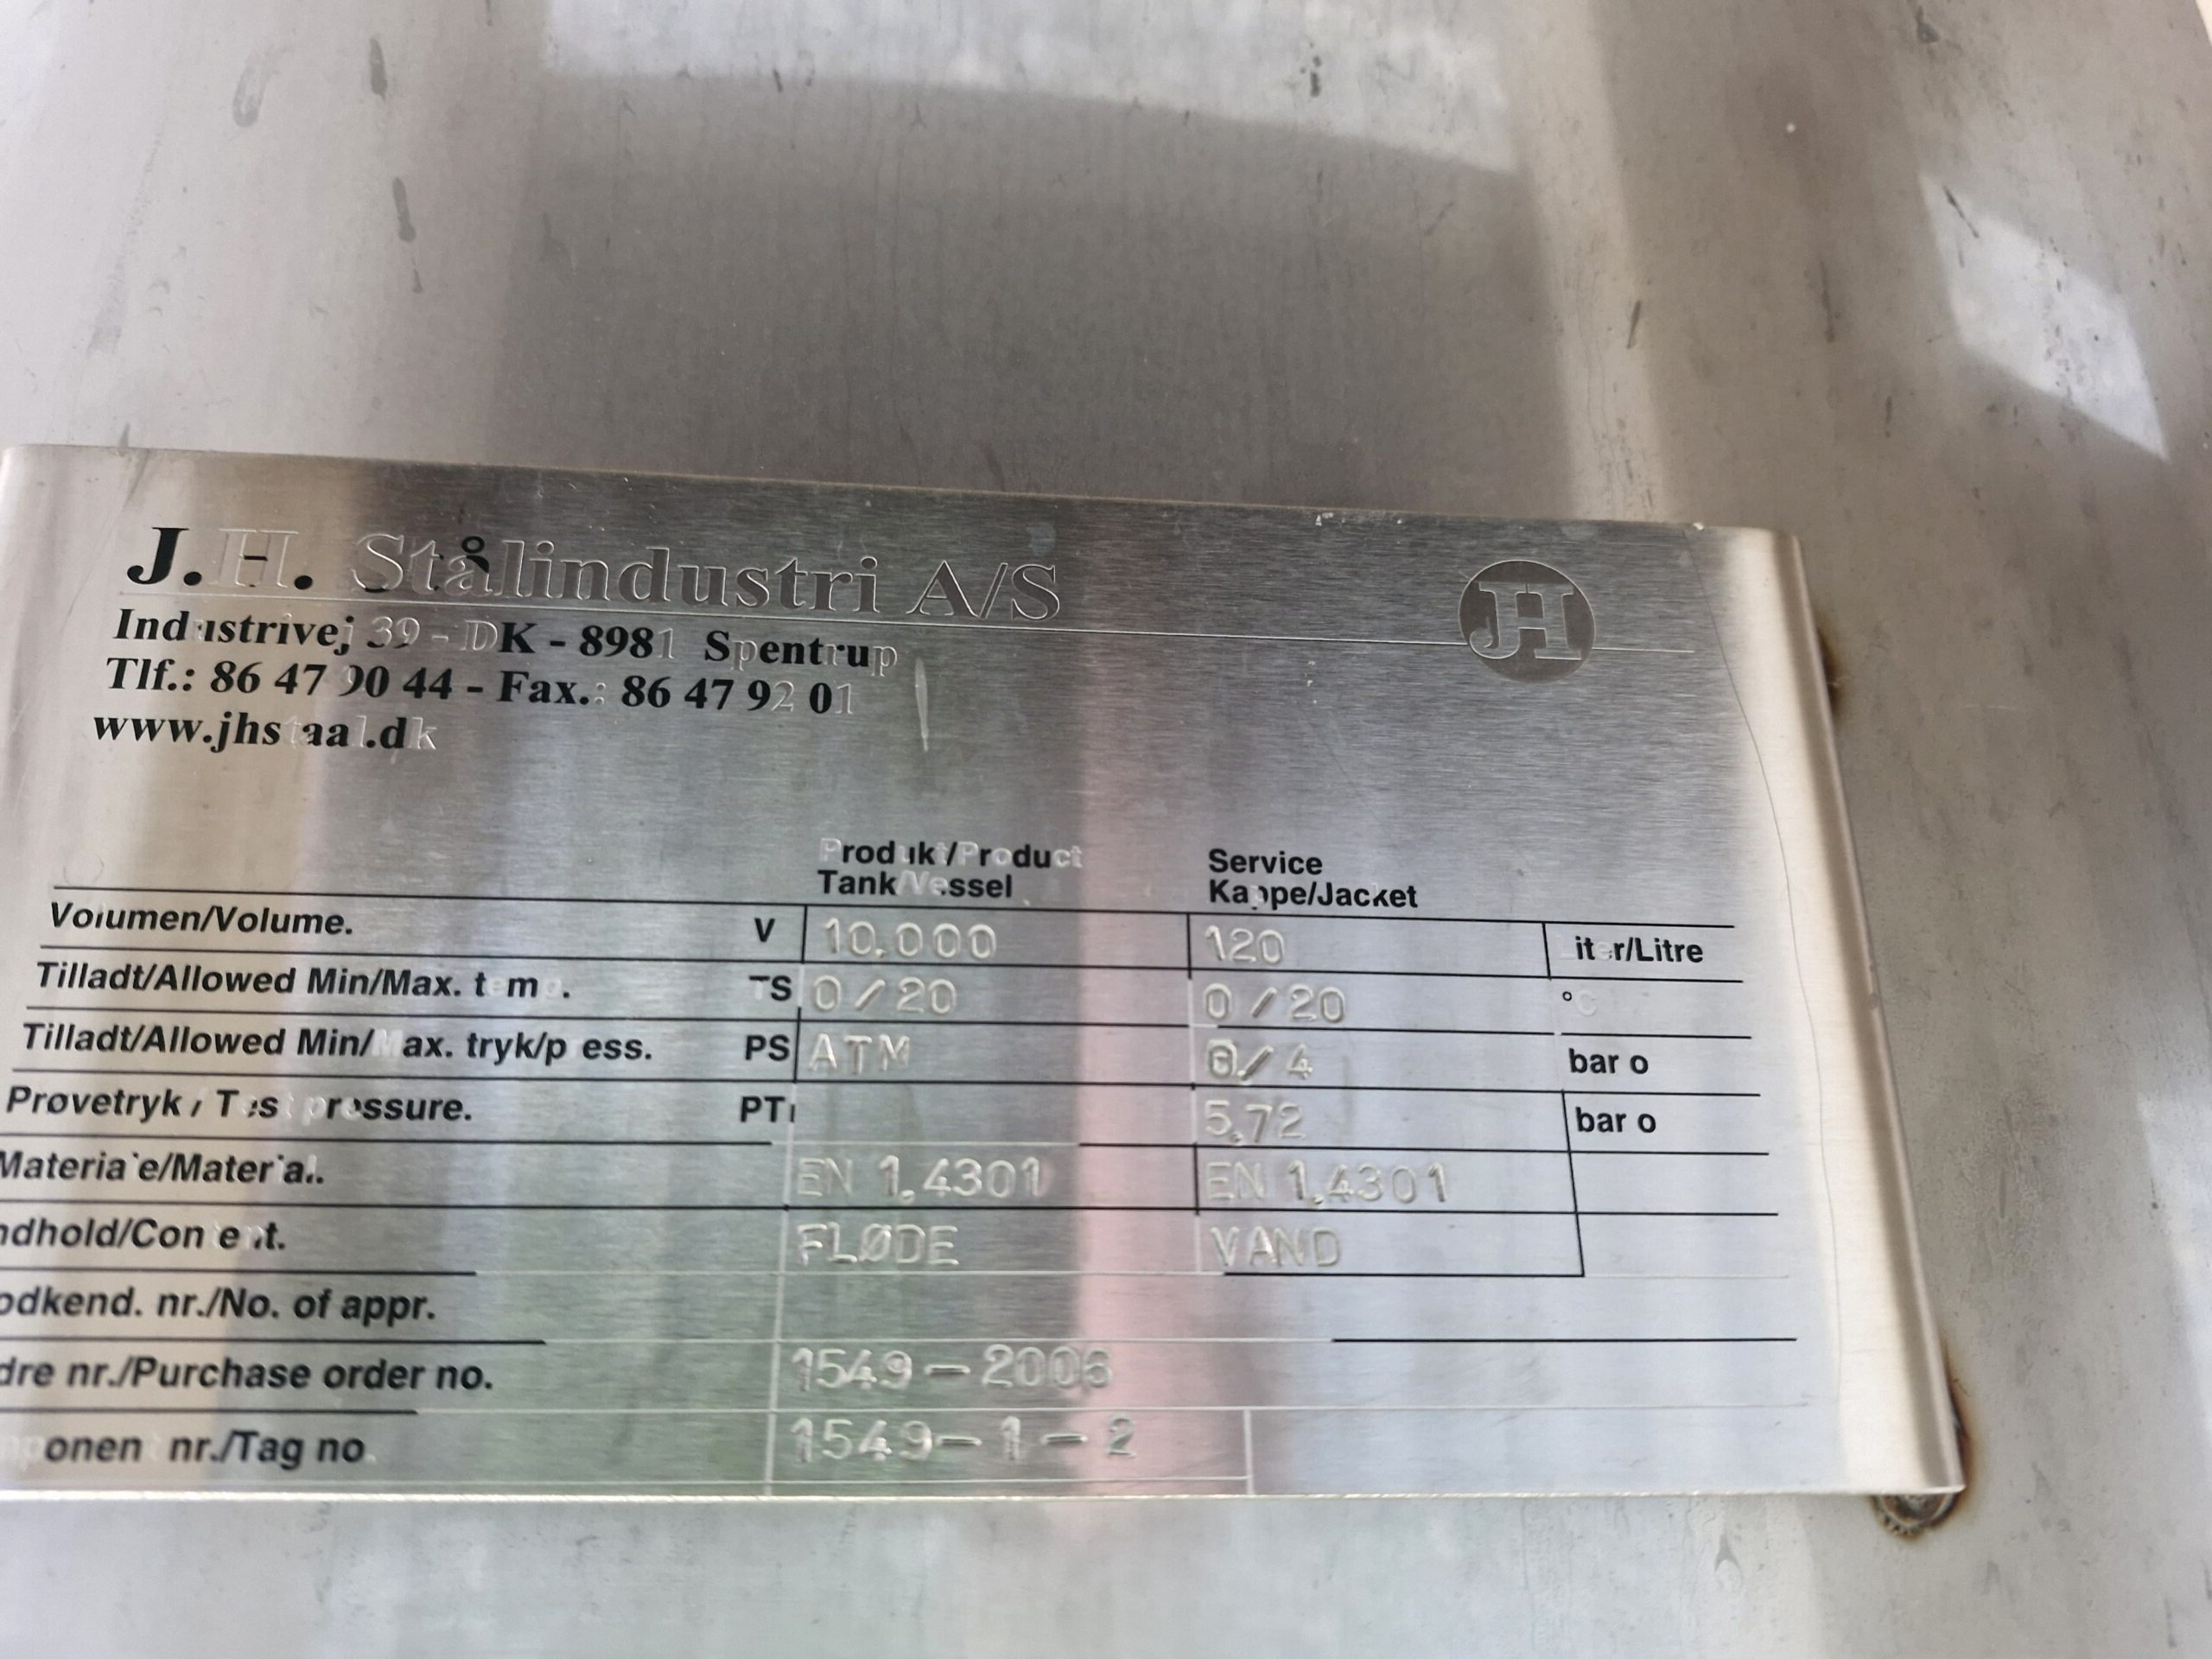 J.H. Stålindustri A/S
JH
Industrivej 39 - DK - 8981 Spentrup
Tlf.: 86 47 90 44 - Fax.: 86 47 92 01
www.jhstaal.dk
Produkt/Product Service
Tank/Vessel Kappe/Jacket
Volumen/Volume. V 10.000 120 Liter/Litre
Tilladt/Allowed Min/Max. temp. TS 0/20 0/20 °C
Tilladt/Allowed Min/Max. tryk/press. PS ATM 0/4 bar o
Prøvetryk / Test pressure. PT 5,72 bar o
Materiale/Material. EN 1.4301 EN 1.4301
ndhold/Content. FLØDE VAND
odkend. nr./No. of appr.
dre nr./Purchase order no. 1549-2006
ponent nr./Tag no. 1549-1-2